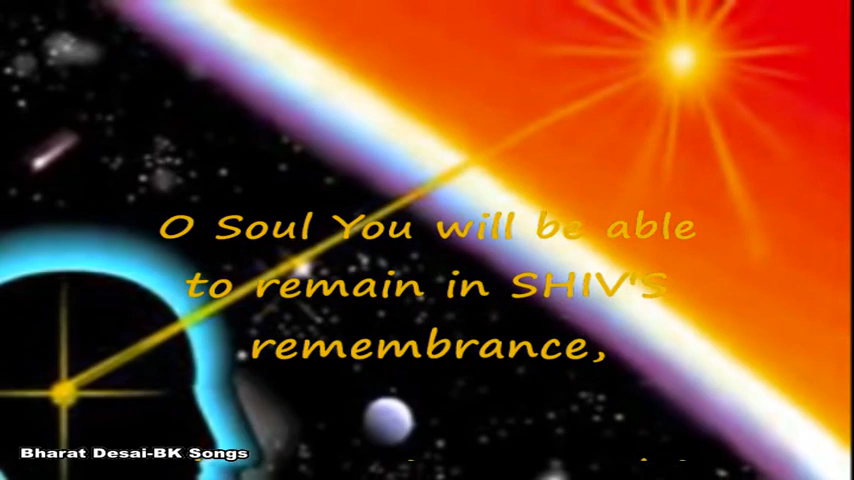 O Soul You will be able
to remain in SHIV'S
remembrance,
Bharat Desai-BK Songs